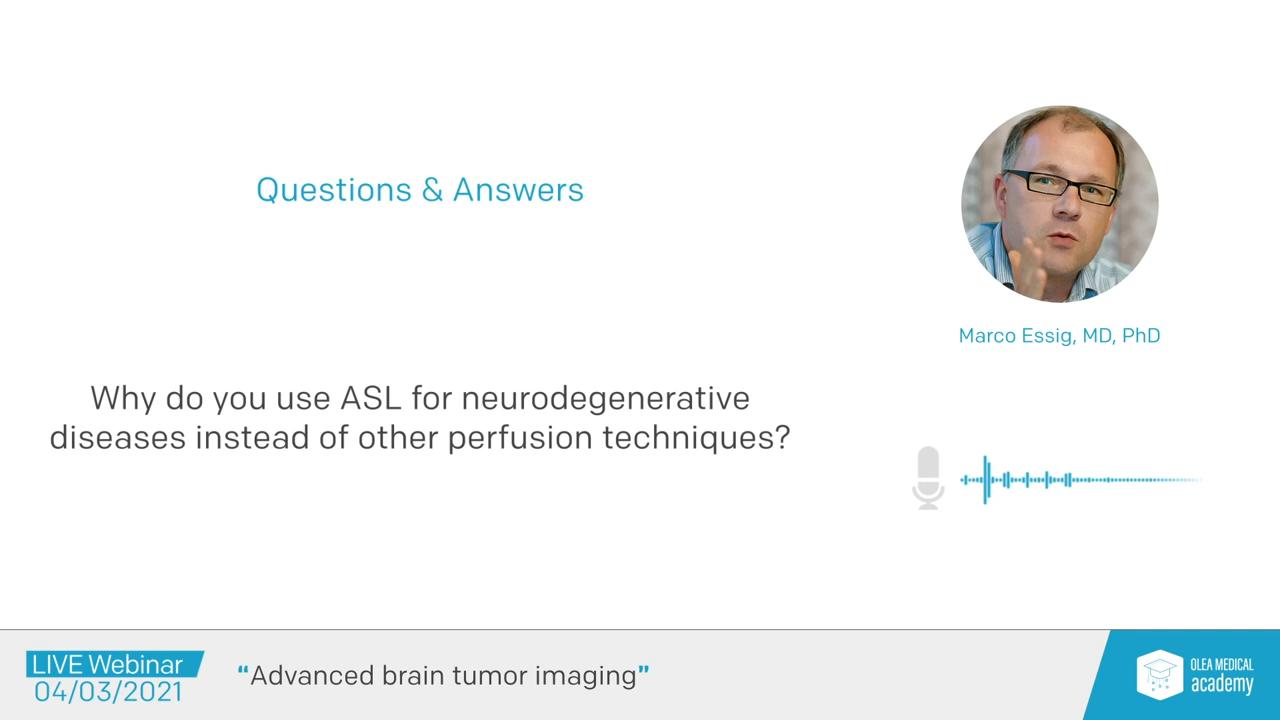 Questions & Answers
Marco Essig, MD, PhD
Why do you use ASL for neurodegenerative
diseases instead of other perfusion techniques?
LIVE Webinar
04/03/2021
“Advanced brain tumor imaging”
OLEA MEDICAL
academy